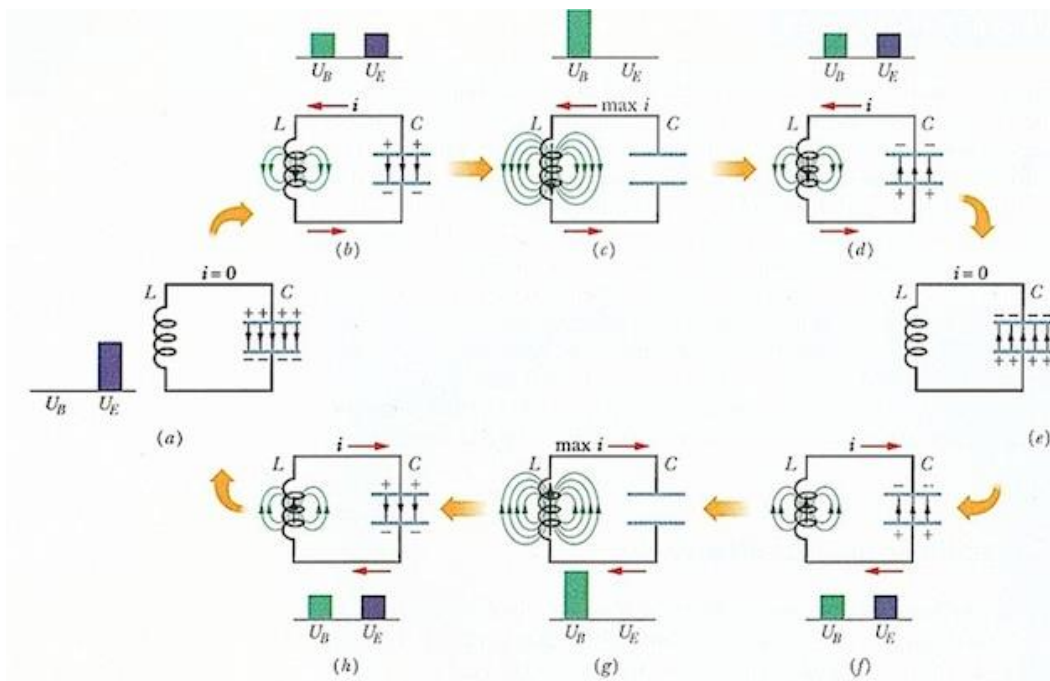 U_B U_E
i
L C
+ +
− −
(b)
U_B U_E
max i
L C
(c)
U_B U_E
i
L C
− −
+ +
(d)
i=0
L C
+ + + +
− − − −
U_B U_E
(a)
i=0
L C
− − − −
+ + + +
(e)
i
L C
+ +
− −
U_B U_E
(h)
max i
L C
U_B U_E
(g)
i
L C
− −
+ +
U_B U_E
(f)